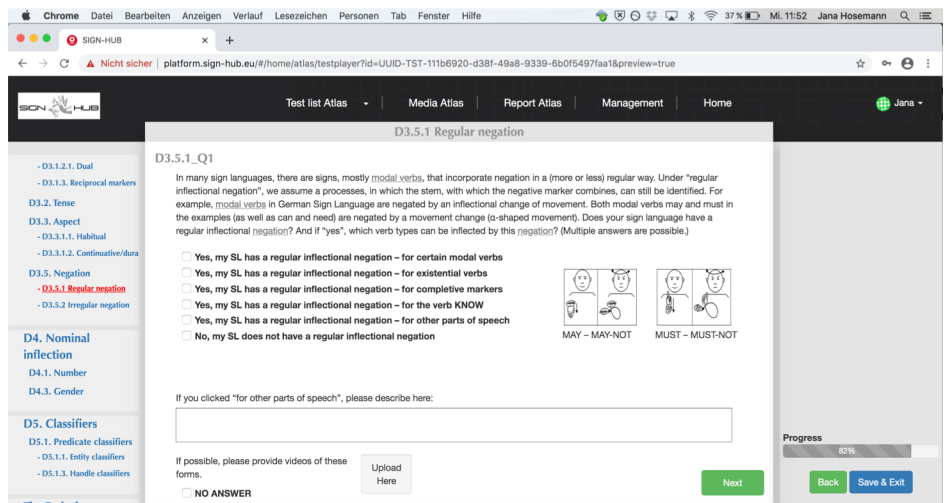 Chrome Datei Bearbeiten Anzeigen Verlauf Lesezeichen Personen Tab Fenster Hilfe 37 % Mi. 11:52 Jana Hosemann
SIGN-HUB
Nicht sicher | platform.sign-hub.eu/#/home/atlas/testplayer?id=UUID-TST-111b6920-d38f-49a8-9339-6b0f5497faa1&preview=true
SIGN HUB Test list Atlas Media Atlas Report Atlas Management Home Jana
D3.5.1 Regular negation
- D3.1.2.1. Dual
- D3.1.3. Reciprocal markers
D3.2. Tense
D3.3. Aspect
- D3.3.1.1. Habitual
- D3.3.1.2. Continuative/dura
D3.5. Negation
- D3.5.1 Regular negation
- D3.5.2 Irregular negation
D4. Nominal
inflection
D4.1. Number
D4.3. Gender
D5. Classifiers
D5.1. Predicate classifiers
- D5.1.1. Entity classifiers
- D5.1.3. Handle classifiers
D3.5.1_Q1
In many sign languages, there are signs, mostly modal verbs, that incorporate negation in a (more or less) regular way. Under "regular
inflectional negation", we assume a processes, in which the stem, with which the negative marker combines, can still be identified. For
example, modal verbs in German Sign Language are negated by an inflectional change of movement. Both modal verbs may and must in
the examples (as well as can and need) are negated by a movement change (α-shaped movement). Does your sign language have a
regular inflectional negation? And if "yes", which verb types can be inflected by this negation? (Multiple answers are possible.)
Yes, my SL has a regular inflectional negation – for certain modal verbs
Yes, my SL has a regular inflectional negation – for existential verbs
Yes, my SL has a regular inflectional negation – for completive markers
Yes, my SL has a regular inflectional negation – for the verb KNOW
Yes, my SL has a regular inflectional negation – for other parts of speech
No, my SL does not have a regular inflectional negation
MAY – MAY-NOT MUST – MUST-NOT
If you clicked "for other parts of speech", please describe here:
If possible, please provide videos of these
forms.
Upload
Here
NO ANSWER
Next
Progress
82%
Back Save & Exit